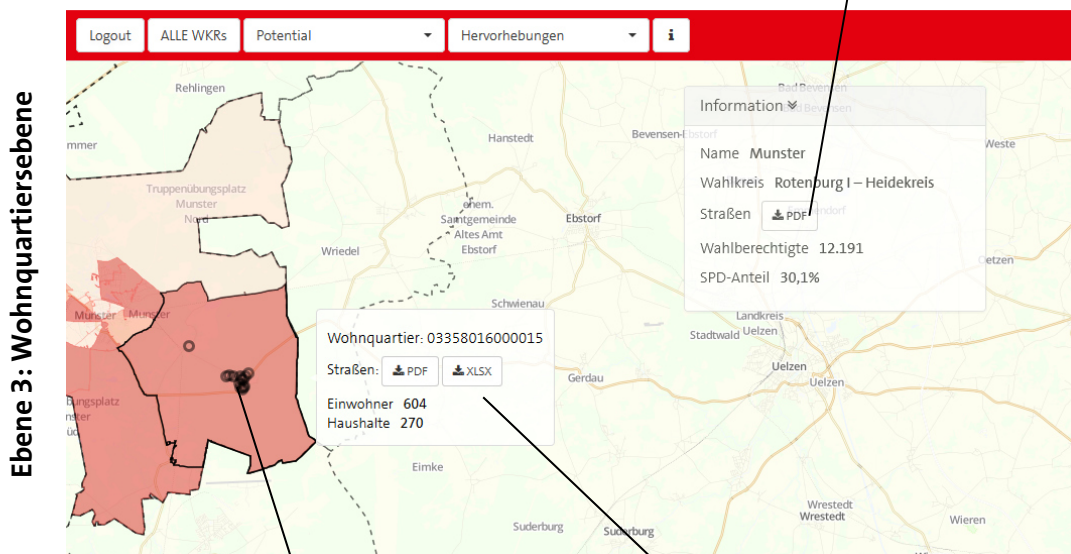 Ebene 3: Wohnquartiersebene
Logout
ALLE WKRs
Potential
Hervorhebungen
i
Rehlingen
Hanstedt
Bevensen-Ebstorf
Bad Bevensen
Bad Bevensen
Weste
Information
Name Munster
Wahlkreis Rotenburg I – Heidekreis
Straßen PDF
Wahlberechtigte 12.191
SPD-Anteil 30,1%
Truppenübungsplatz
Munster
Nord
ehem.
Samtgemeinde
Altes Amt
Ebstorf
Ebstorf
Wriedel
Oetzen
Schwienau
Munster
Munster
Landkreis
Uelzen
Stadtwald
Wohnquartier: 03358016000015
Straßen: PDF XLSX
Einwohner 604
Haushalte 270
Gerdau
Uelzen
Uelzen
Eimke
Suderburg
Suderburg
Wrestedt
Wrestedt
Wieren